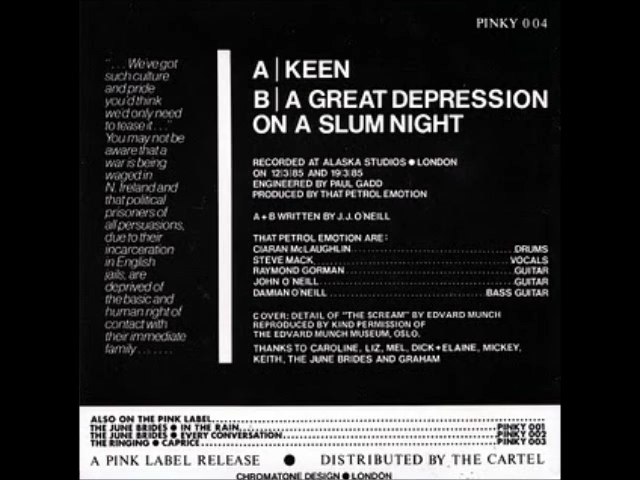 PINKY 004
"... We've got
such culture
and pride
you'd think
we'd only need
to tease it ..."
You may not be
aware that a
war is being
waged in
N. Ireland and
that political
prisoners of
all persuasions,
due to their
incarceration
in English
jails, are
deprived of
the basic and
human right of
contact with
their immediate
family.......
A | KEEN
B | A GREAT DEPRESSION
ON A SLUM NIGHT
RECORDED AT ALASKA STUDIOS ● LONDON
ON 12|3|85 AND 19|3|85
ENGINEERED BY PAUL GADD
PRODUCED BY THAT PETROL EMOTION
A + B WRITTEN BY J.J. O'NEILL
THAT PETROL EMOTION ARE:
CIARAN McLAUGHLIN DRUMS
STEVE MACK VOCALS
RAYMOND GORMAN GUITAR
JOHN O'NEILL GUITAR
DAMIAN O'NEILL BASS GUITAR
COVER: DETAIL OF "THE SCREAM" BY EDVARD MUNCH
REPRODUCED BY KIND PERMISSION OF
THE EDVARD MUNCH MUSEUM, OSLO.
THANKS TO CAROLINE, LIZ, MEL, DICK + ELAINE, MICKEY,
KEITH, THE JUNE BRIDES AND GRAHAM
ALSO ON THE PINK LABEL
THE JUNE BRIDES ● IN THE RAIN PINKY 001
THE JUNE BRIDES ● EVERY CONVERSATION PINKY 002
THE RINGING ● CAPRICE PINKY 003
A PINK LABEL RELEASE ● DISTRIBUTED BY THE CARTEL
CHROMATONE DESIGN ● LONDON